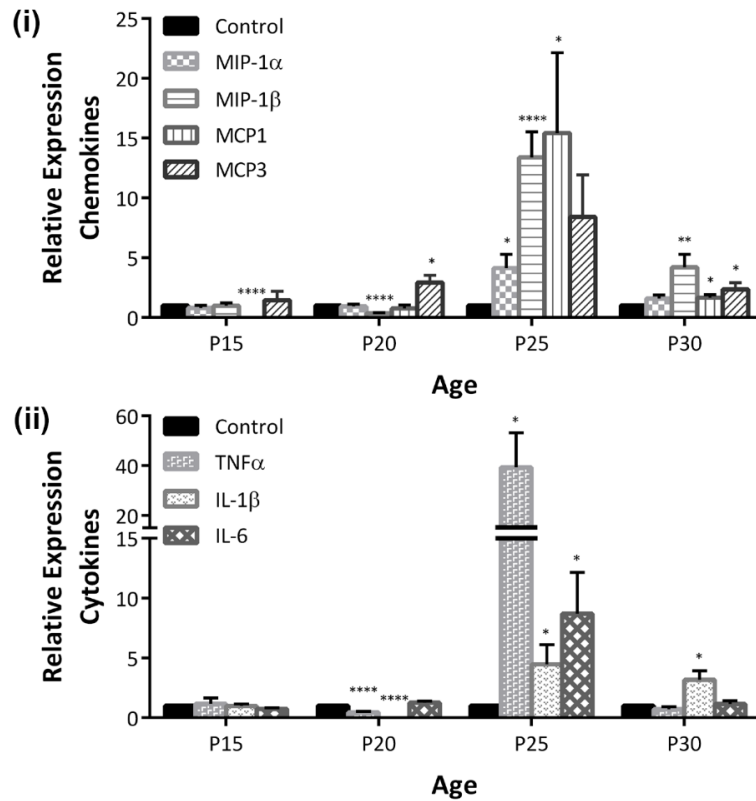 (i)
Relative Expression
Chemokines
25
20
15
10
5
0
Control
MIP-1α
MIP-1β
MCP1
MCP3
****
*
****
*
****
*
**
*
*
P15
P20
P25
P30
Age
(ii)
Relative Expression
Cytokines
60
40
20
15
10
5
0
Control
TNFα
IL-1β
IL-6
****
****
*
*
*
*
P15
P20
P25
P30
Age